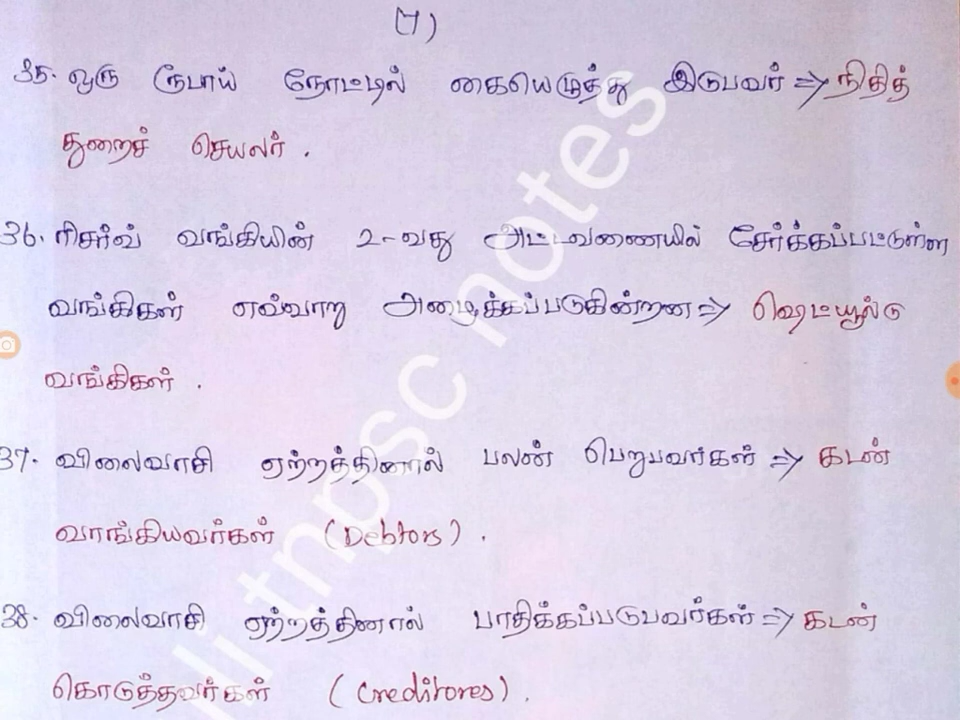 (7)
35. ஒரு ரூபாய் நோட்டில் கையெழுத்து இடுபவர் => நிதித்
துறைச் செயலர்.
36. ரிசர்வ் வங்கியின் 2-வது அட்டவணையில் சேர்க்கப்பட்டுள்ள
வங்கிகள் எவ்வாறு அழைக்கப்படுகின்றன => ஷெட்யூல்டு
வங்கிகள்.
37. விலைவாசி ஏற்றத்தினால் பலன் பெறுபவர்கள் => கடன்
வாங்கியவர்கள் (Debtors).
38. விலைவாசி ஏற்றத்தினால் பாதிக்கப்படுபவர்கள் => கடன்
கொடுத்தவர்கள் (Creditores).
notes